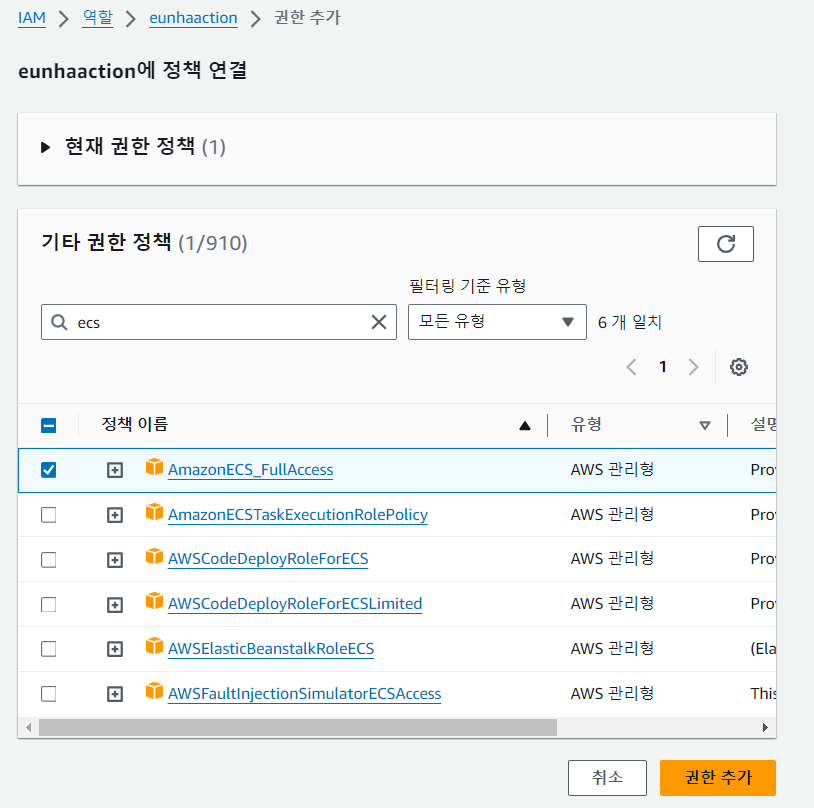 IAM > 역할 > eunhaaction > 권한 추가
eunhaaction에 정책 연결
현재 권한 정책 (1)
기타 권한 정책 (1/910)
필터링 기준 유형
ecs 모든 유형 6 개 일치
1
정책 이름 유형 설명
AmazonECS_FullAccess AWS 관리형 Pro
AmazonECSTaskExecutionRolePolicy AWS 관리형 Pro
AWSCodeDeployRoleForECS AWS 관리형 Pro
AWSCodeDeployRoleForECSLimited AWS 관리형 Pro
AWSElasticBeanstalkRoleECS AWS 관리형 (Ela
AWSFaultInjectionSimulatorECSAccess AWS 관리형 This
취소 권한 추가